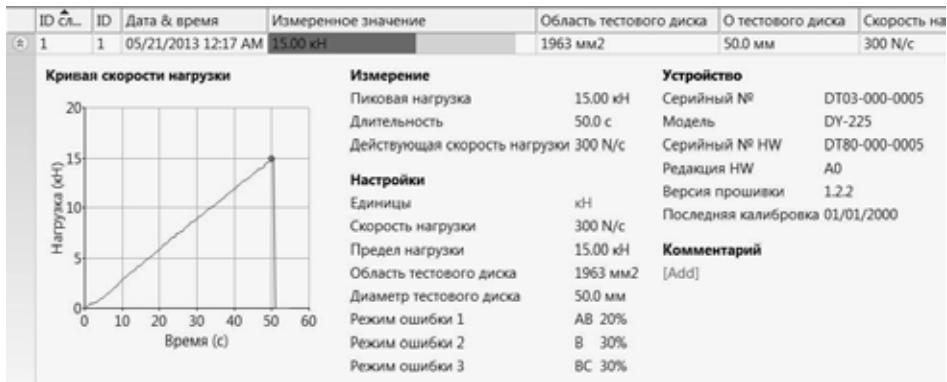 ID сл... ID Дата & время Измеренное значение Область тестового диска О тестового диска Скорость на
1 1 05/21/2013 12:17 AM 15.00 кН 1963 мм2 50.0 мм 300 N/с
Кривая скорости нагрузки
Нагрузка (кН)
20
15
10
5
0
0 10 20 30 40 50 60
Время (с)
Измерение
Пиковая нагрузка 15.00 кН
Длительность 50.0 с
Действующая скорость нагрузки 300 N/с
Настройки
Единицы кН
Скорость нагрузки 300 N/с
Предел нагрузки 15.00 кН
Область тестового диска 1963 мм2
Диаметр тестового диска 50.0 мм
Режим ошибки 1 AB 20%
Режим ошибки 2 B 30%
Режим ошибки 3 BC 30%
Устройство
Серийный № DT03-000-0005
Модель DY-225
Серийный № HW DT80-000-0005
Редакция HW A0
Версия прошивки 1.2.2
Последняя калибровка 01/01/2000
Комментарий
[Add]